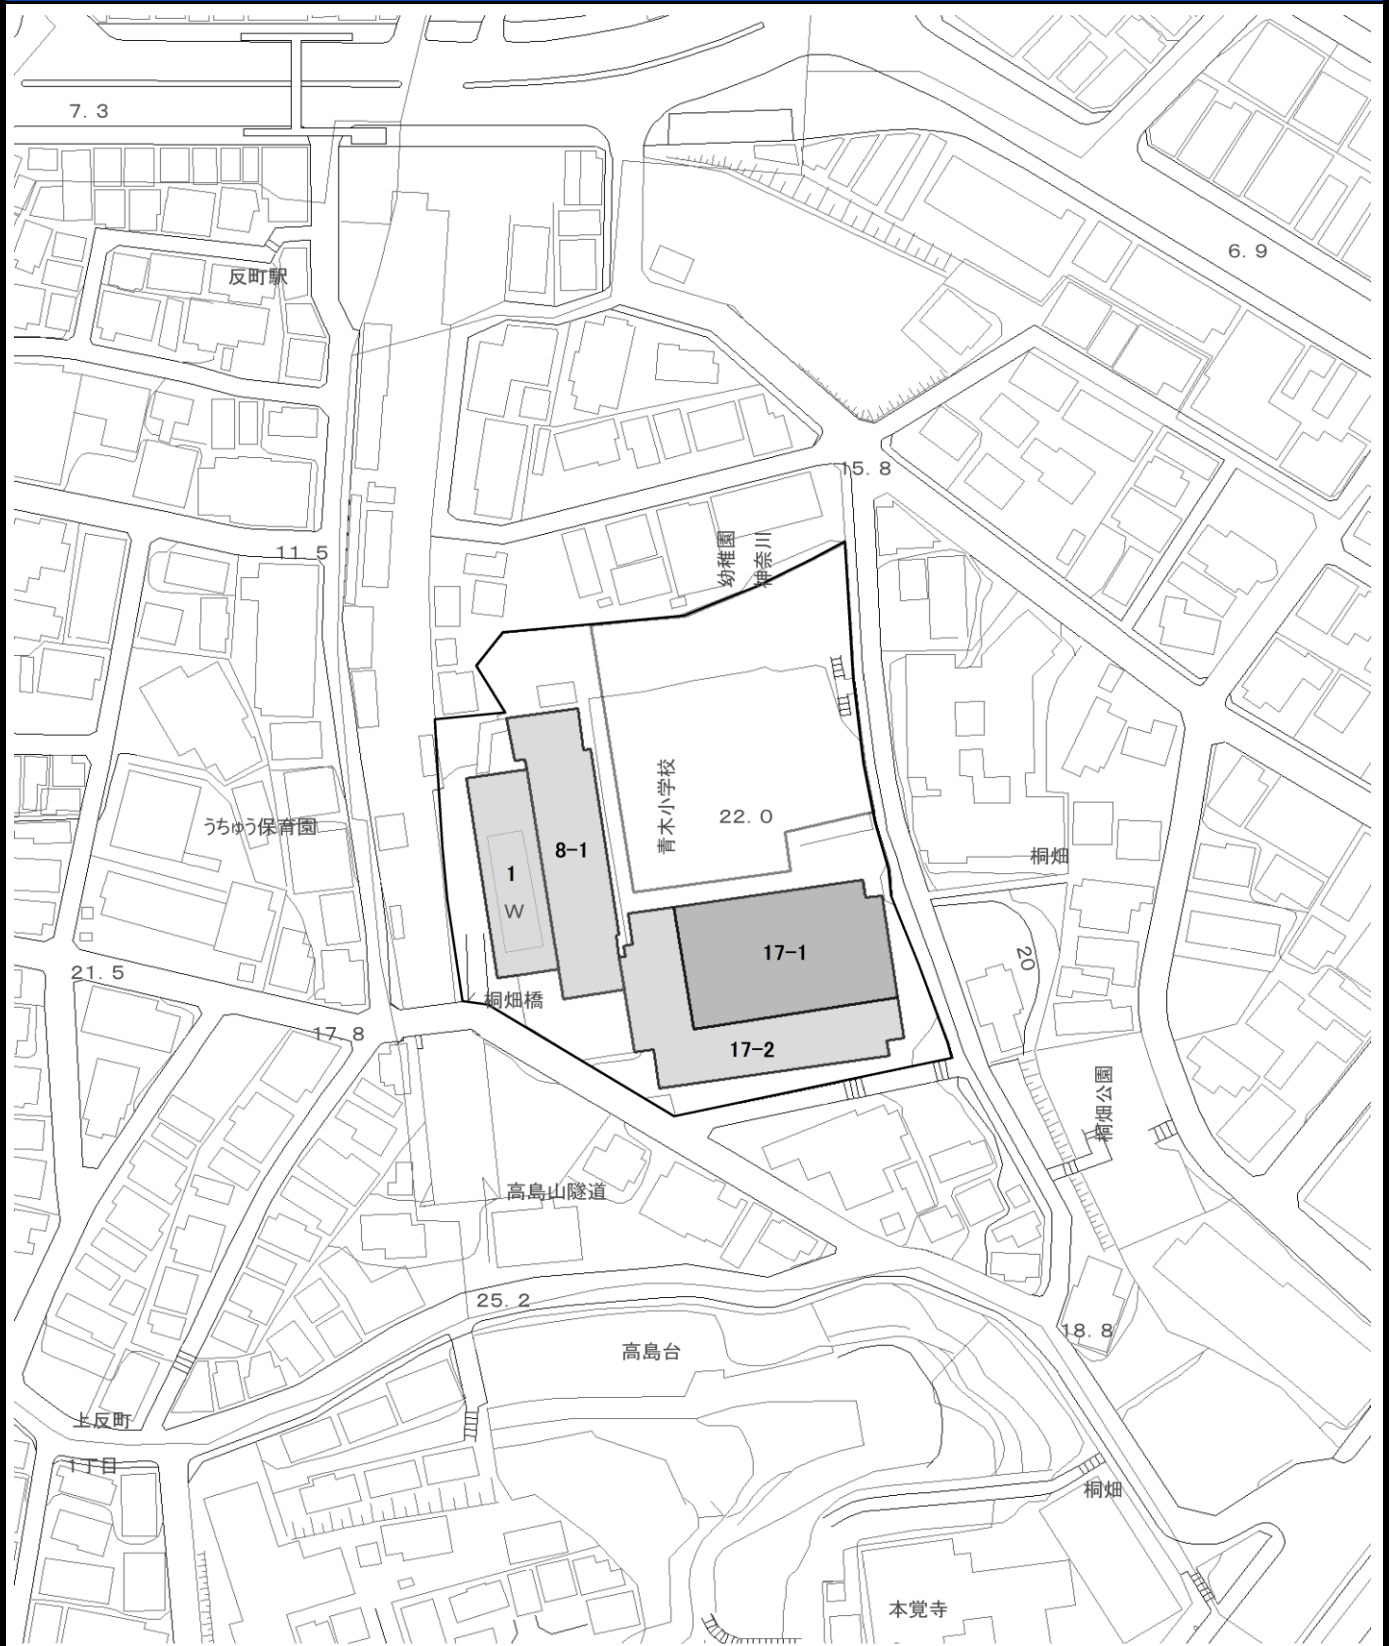 7.3
6.9
反町駅
15.8
11.5
幼稚園
神奈川
青木小学校
22.0
うちゅう保育園
8-1
1
W
桐畑
17-1
20
21.5
桐畑橋
17.8
17-2
桐畑公園
高島山隧道
25.2
18.8
高島台
上反町
1丁目
桐畑
本覚寺